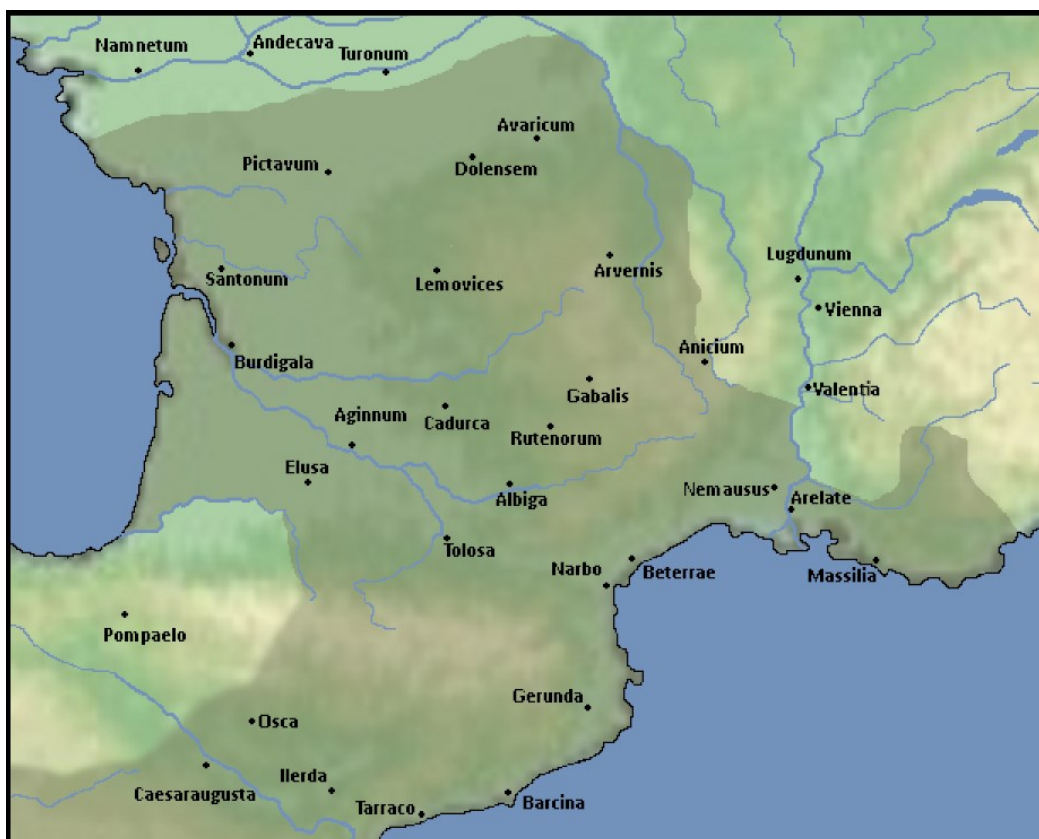 Namnetum
Andecava
Turonum
Avaricum
Dolensem
Pictavum
Santonum
Lemovices
Arvernis
Lugdunum
Vienna
Burdigala
Anicium
Valentia
Gabalis
Aginnum
Cadurca
Rutenorum
Elusa
Albiga
Nemausus
Arelate
Tolosa
Narbo
Beterrae
Massilia
Pompaelo
Gerunda
Osca
Ilerda
Caesaraugusta
Tarraco
Barcina